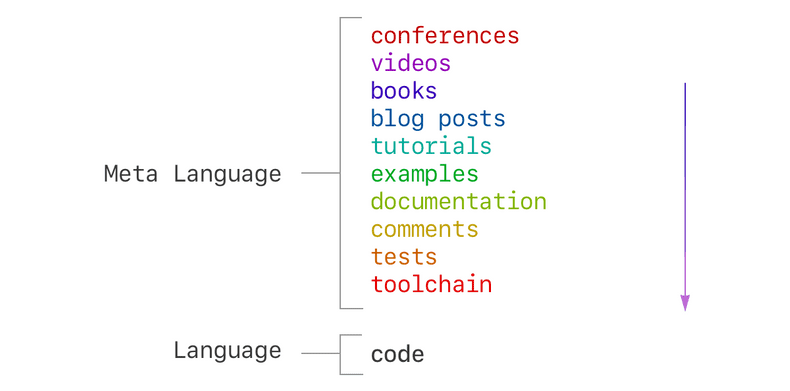 conferences
videos
books
blog posts
tutorials
Meta Language
examples
documentation
comments
tests
toolchain
Language
code